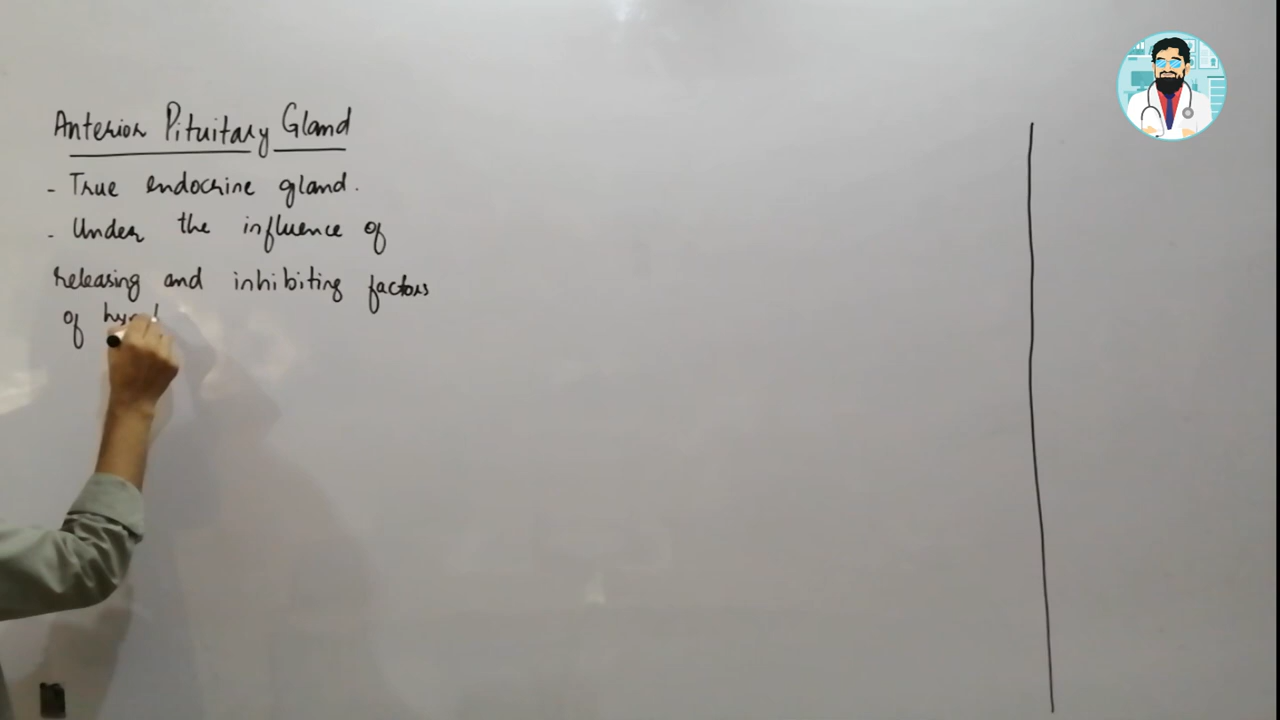 Anterior Pituitary Gland
- True endocrine gland.
- Under the influence of
releasing and inhibiting factors
of